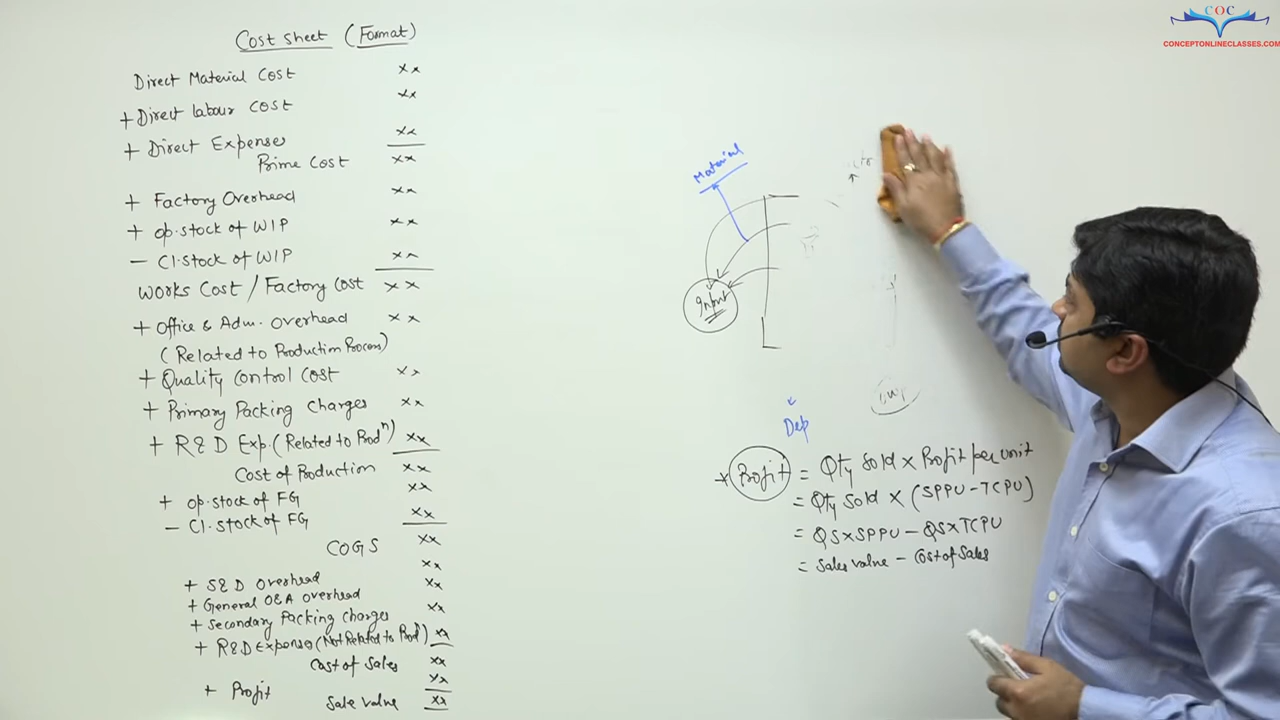 COC
CONCEPTONLINECLASSES.COM
Cost sheet (Format)
Direct Material Cost xx
+ Direct labour cost xx
+ Direct Expenses xx
Prime Cost xx
+ Factory Overhead xx
+ op.stock of WIP xx
- Cl.stock of WIP xx
Works Cost / Factory cost xx
+ Office & Adm. overhead xx
(Related to Production Process)
+ Quality control cost xx
+ Primary Packing Charges xx
+ R&D Exp. (Related to Prodⁿ) xx
Cost of Production xx
+ op.stock of FG xx
- Cl.stock of FG xx
COGS xx
+ S&D overhead xx
+ General O&A overhead xx
+ Secondary Packing charges xx
+ R&D Expenses (Not Related to Prodⁿ) xx
Cost of Sales xx
+ Profit xx
Sale value xx
Material
Input
Dep
* Profit = Qty Sold x Profit per unit
= Qty Sold x (SPPU - TCPU)
= QS x SPPU - QS x TCPU
= Sales value - Cost of Sales